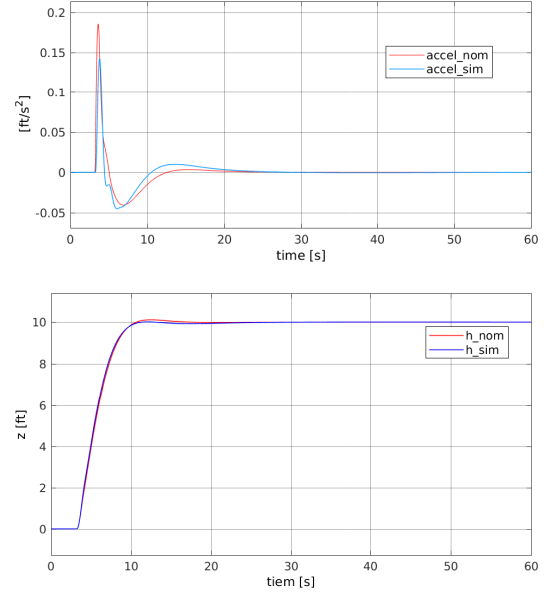 0.2
0.15
0.1
0.05
0
-0.05
[ft/s²]
accel_nom
accel_sim
0 10 20 30 40 50 60
time [s]
10
8
6
4
2
0
z [ft]
h_nom
h_sim
0 10 20 30 40 50 60
tiem [s]